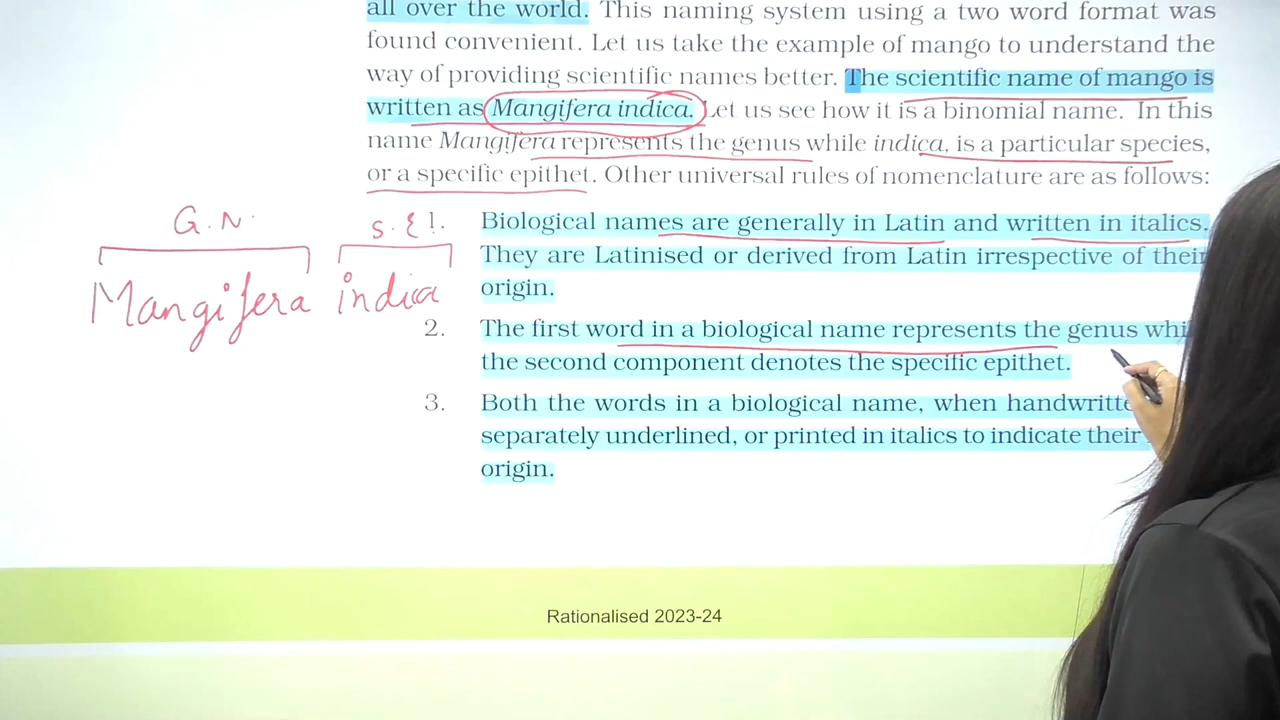 all over the world. This naming system using a two word format was
found convenient. Let us take the example of mango to understand the
way of providing scientific names better. The scientific name of mango is
written as Mangifera indica. Let us see how it is a binomial name. In this
name Mangifera represents the genus while indica, is a particular species,
or a specific epithet. Other universal rules of nomenclature are as follows:
G.N.
S.E
Mangifera indica
1. Biological names are generally in Latin and written in italics.
They are Latinised or derived from Latin irrespective of their
origin.
2. The first word in a biological name represents the genus
the second component denotes the specific epithet.
3. Both the words in a biological name, when
separately underlined, or printed in italics to indicate their
origin.
Rationalised 2023-24